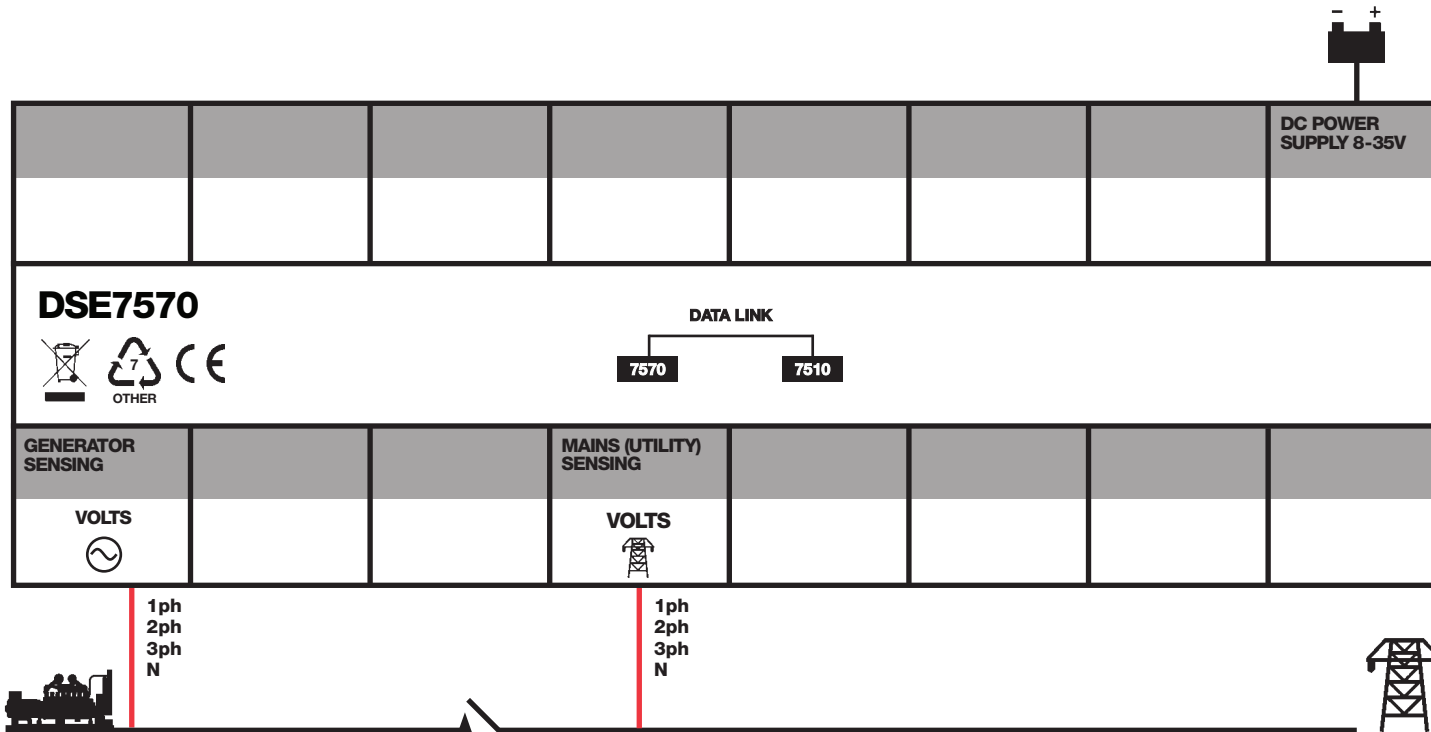 - +
DC POWER
SUPPLY 8-35V
DSE7570
DATA LINK
7570
7510
7
CE
OTHER
GENERATOR
SENSING
MAINS (UTILITY)
SENSING
VOLTS
VOLTS
1ph
2ph
3ph
N
1ph
2ph
3ph
N